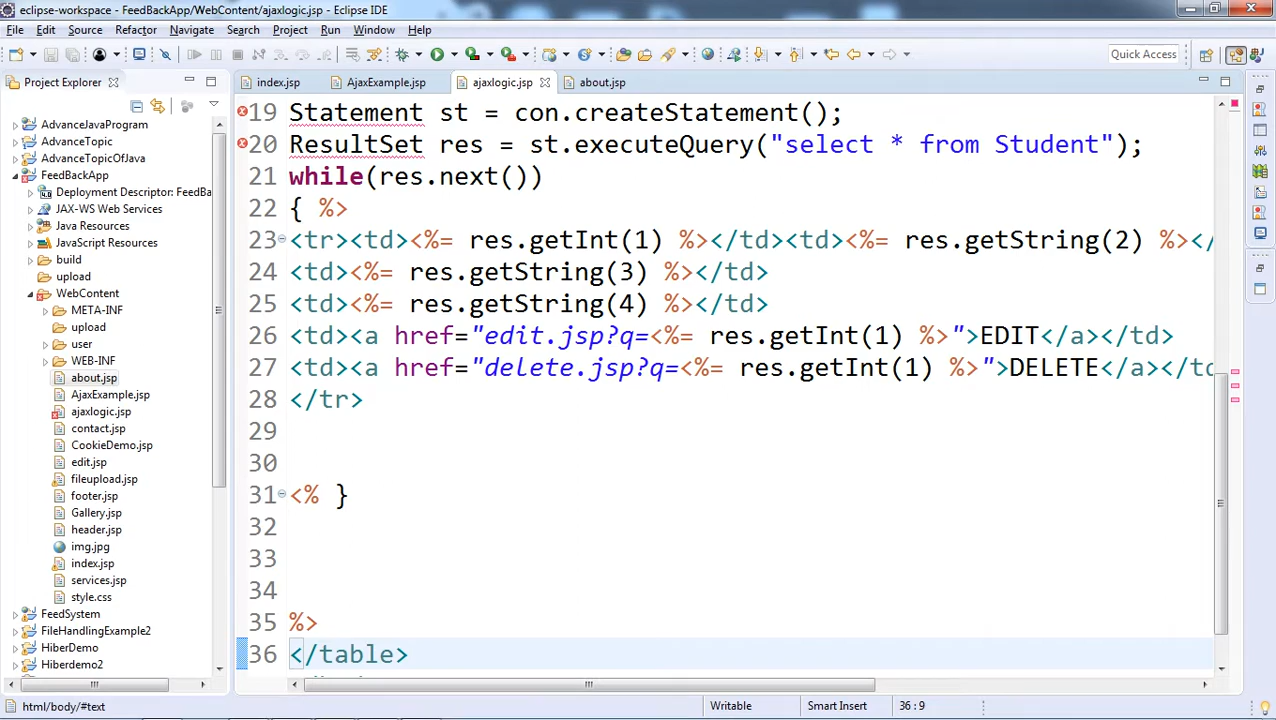 eclipse-workspace - FeedBackApp/WebContent/ajaxlogic.jsp - Eclipse IDE
File Edit Source Refactor Navigate Search Project Run Window Help
Quick Access
Project Explorer
index.jsp AjaxExample.jsp ajaxlogic.jsp about.jsp
AdvanceJavaProgram
AdvanceTopic
AdvanceTopicOfJava
FeedBackApp
Deployment Descriptor: FeedBa
JAX-WS Web Services
Java Resources
JavaScript Resources
build
upload
WebContent
META-INF
upload
user
WEB-INF
about.jsp
AjaxExample.jsp
ajaxlogic.jsp
contact.jsp
CookieDemo.jsp
edit.jsp
fileupload.jsp
footer.jsp
Gallery.jsp
header.jsp
img.jpg
index.jsp
services.jsp
style.css
FeedSystem
FileHandlingExample2
HiberDemo
Hiberdemo2
19 Statement st = con.createStatement();
20 ResultSet res = st.executeQuery("select * from Student");
21 while(res.next())
22 { %>
23 <tr><td><%= res.getInt(1) %></td><td><%= res.getString(2) %></
24 <td><%= res.getString(3) %></td>
25 <td><%= res.getString(4) %></td>
26 <td><a href="edit.jsp?q=<%= res.getInt(1) %>">EDIT</a></td>
27 <td><a href="delete.jsp?q=<%= res.getInt(1) %>">DELETE</a></td
28 </tr>
29
30
31 <% }
32
33
34
35 %>
36 </table>
html/body/#text Writable Smart Insert 36 : 9